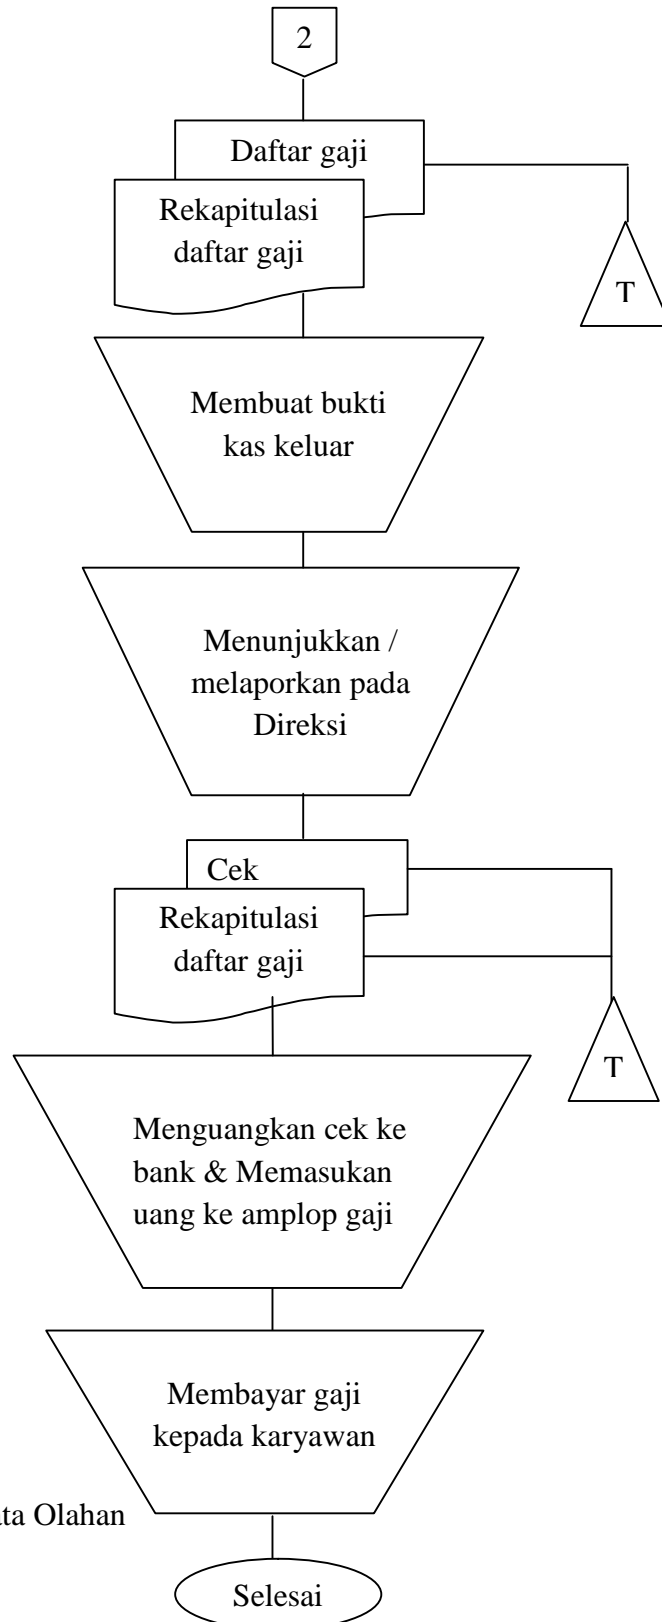 2
Daftar gaji
Rekapitulasi
daftar gaji
T
Membuat bukti
kas keluar
Menunjukkan /
melaporkan pada
Direksi
Cek
Rekapitulasi
daftar gaji
T
Menguangkan cek ke
bank & Memasukan
uang ke amplop gaji
Membayar gaji
kepada karyawan
Olahan
Selesai